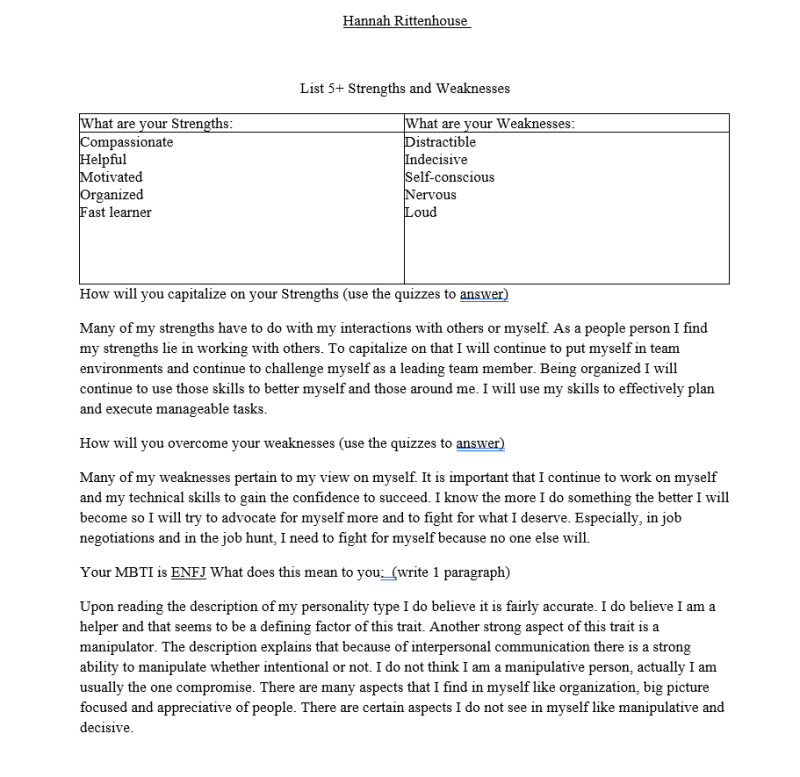 Hannah Rittenhouse
List 5+ Strengths and Weaknesses
What are your Strengths:
Compassionate
Helpful
Motivated
Organized
Fast learner
What are your Weaknesses:
Distractible
Indecisive
Self-conscious
Nervous
Loud
How will you capitalize on your Strengths (use the quizzes to answer)
Many of my strengths have to do with my interactions with others or myself. As a people person I find
my strengths lie in working with others. To capitalize on that I will continue to put myself in team
environments and continue to challenge myself as a leading team member. Being organized I will
continue to use those skills to better myself and those around me. I will use my skills to effectively plan
and execute manageable tasks.
How will you overcome your weaknesses (use the quizzes to answer)
Many of my weaknesses pertain to my view on myself. It is important that I continue to work on myself
and my technical skills to gain the confidence to succeed. I know the more I do something the better I will
become so I will try to advocate for myself more and to fight for what I deserve. Especially, in job
negotiations and in the job hunt, I need to fight for myself because no one else will.
Your MBTI is ENFJ What does this mean to you: (write 1 paragraph)
Upon reading the description of my personality type I do believe it is fairly accurate. I do believe I am a
helper and that seems to be a defining factor of this trait. Another strong aspect of this trait is a
manipulator. The description explains that because of interpersonal communication there is a strong
ability to manipulate whether intentional or not. I do not think I am a manipulative person, actually I am
usually the one compromise. There are many aspects that I find in myself like organization, big picture
focused and appreciative of people. There are certain aspects I do not see in myself like manipulative and
decisive.